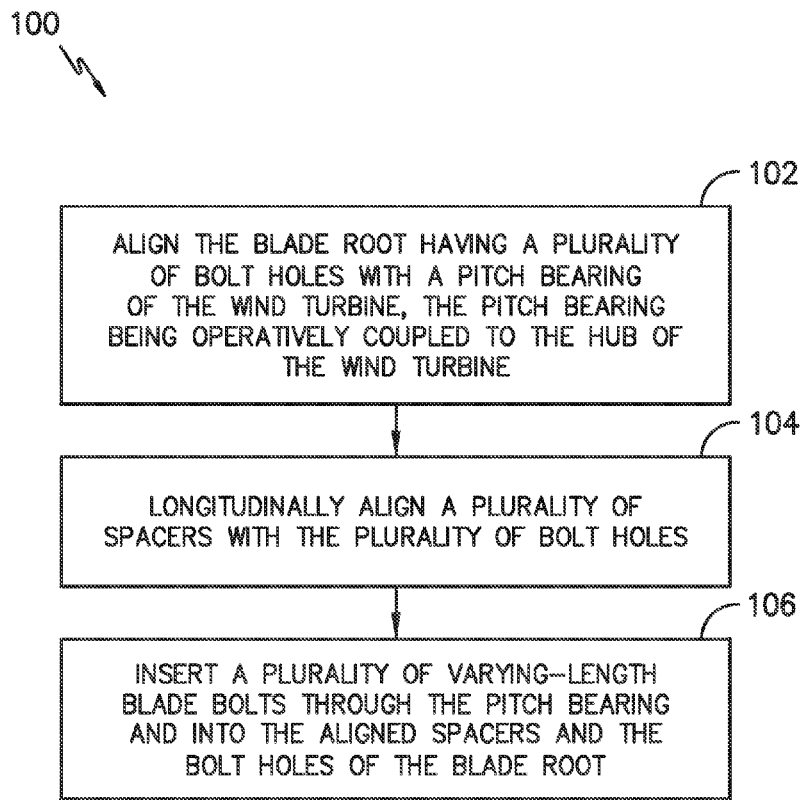 100
102
ALIGN THE BLADE ROOT HAVING A PLURALITY
OF BOLT HOLES WITH A PITCH BEARING
OF THE WIND TURBINE, THE PITCH BEARING
BEING OPERATIVELY COUPLED TO THE HUB OF
THE WIND TURBINE
104
LONGITUDINALLY ALIGN A PLURALITY OF
SPACERS WITH THE PLURALITY OF BOLT HOLES
106
INSERT A PLURALITY OF VARYING-LENGTH
BLADE BOLTS THROUGH THE PITCH BEARING
AND INTO THE ALIGNED SPACERS AND THE
BOLT HOLES OF THE BLADE ROOT